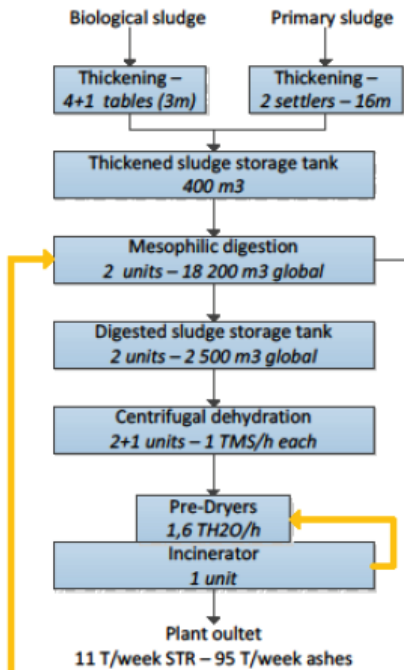 Biological sludge
Primary sludge
Thickening –
4+1 tables (3m)
Thickening –
2 settlers – 16m
Thickened sludge storage tank
400 m3
Mesophilic digestion
2 units – 18 200 m3 global
Digested sludge storage tank
2 units – 2 500 m3 global
Centrifugal dehydration
2+1 units – 1 TMS/h each
Pre-Dryers
1,6 TH2O/h
Incinerator
1 unit
Plant oultet
11 T/week STR – 95 T/week ashes